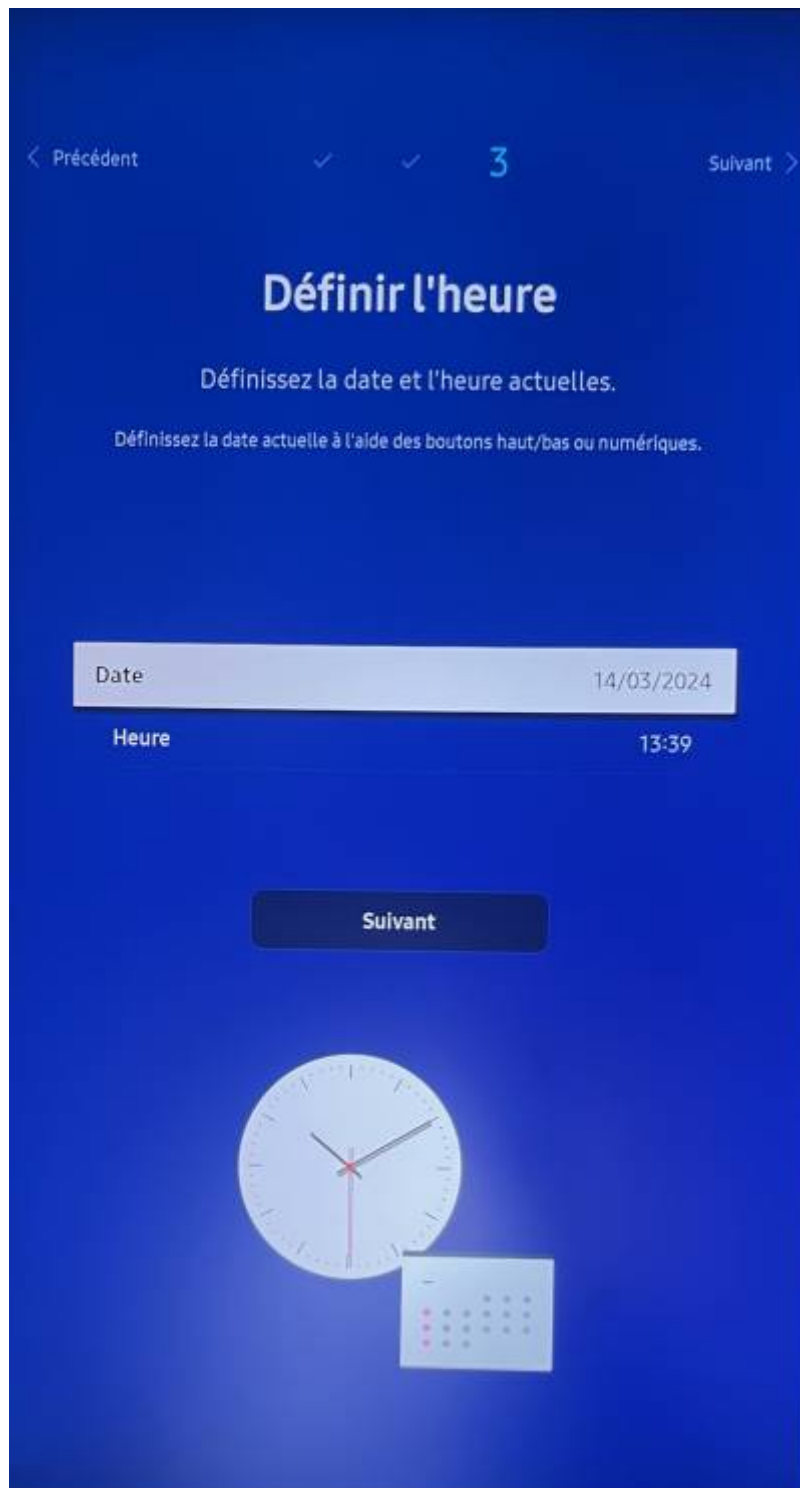 Précédent
3
Suivant
Définir l'heure
Définissez la date et l'heure actuelles.
Définissez la date actuelle à l'aide des boutons haut/bas ou numériques.
Date 14/03/2024
Heure 13:39
Suivant